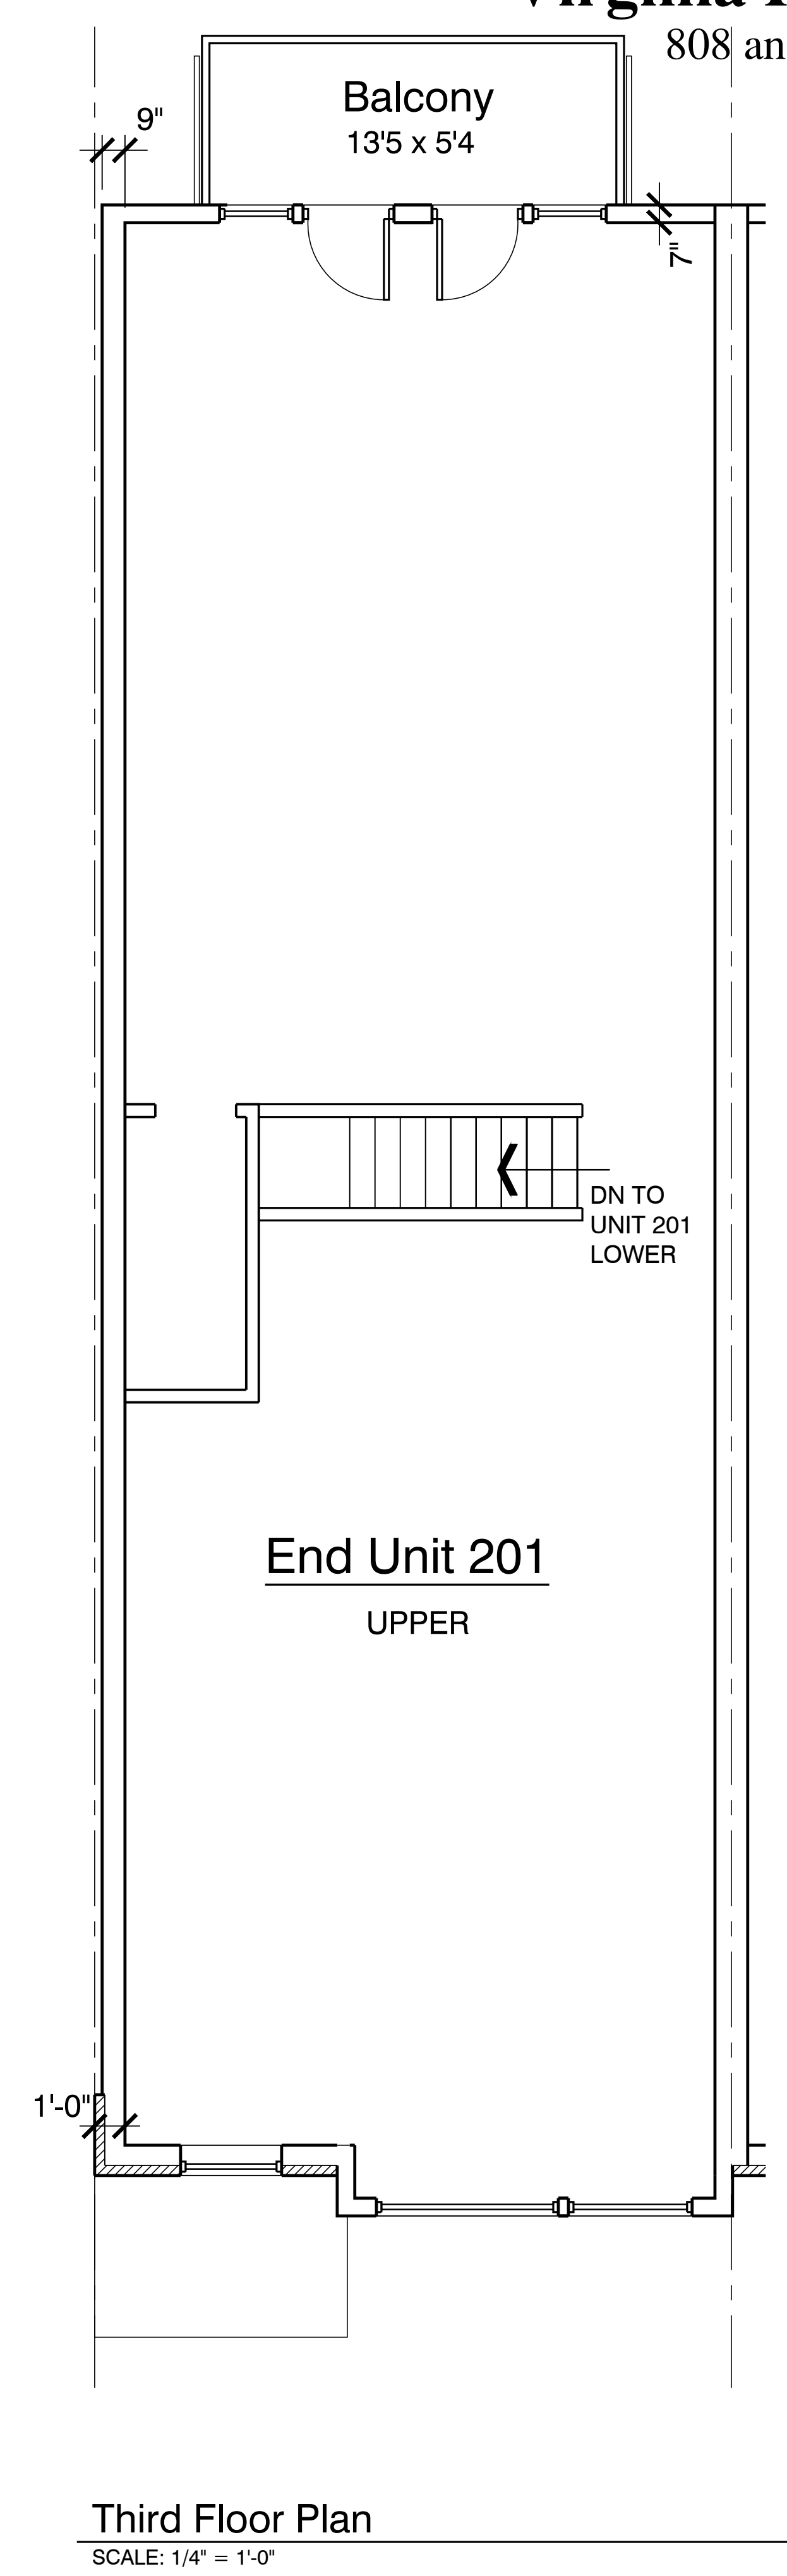 808 an
Balcony
13'5 x 5'4
9"
7"
DN TO
UNIT 201
LOWER
End Unit 201
UPPER
1'-0"
Third Floor Plan
SCALE: 1/4" = 1'-0"